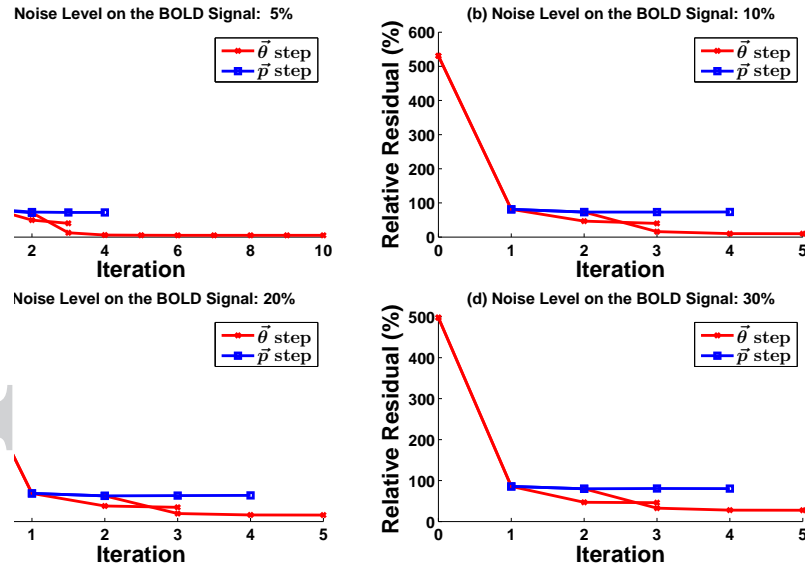 Noise Level on the BOLD Signal: 5%
θ⃗ step
p⃗ step
2 4 6 8 10
Iteration
(b) Noise Level on the BOLD Signal: 10%
Relative Residual (%)
600
500
400
300
200
100
0
θ⃗ step
p⃗ step
0 1 2 3 4 5
Iteration
Noise Level on the BOLD Signal: 20%
θ⃗ step
p⃗ step
1 2 3 4 5
Iteration
(d) Noise Level on the BOLD Signal: 30%
Relative Residual (%)
500
400
300
200
100
0
θ⃗ step
p⃗ step
0 1 2 3 4 5
Iteration